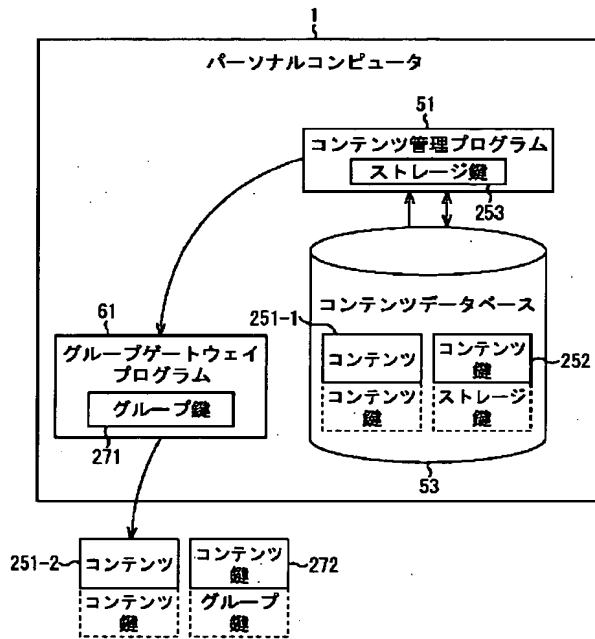 1
パーソナルコンピュータ
51
コンテンツ管理プログラム
ストレージ鍵
253
コンテンツデータベース
251-1
コンテンツ
コンテンツ
鍵
コンテンツ
鍵
ストレージ
鍵
252
53
61
グループゲートウェイ
プログラム
グループ鍵
271
251-2
コンテンツ
コンテンツ
鍵
コンテンツ
鍵
グループ
鍵
272